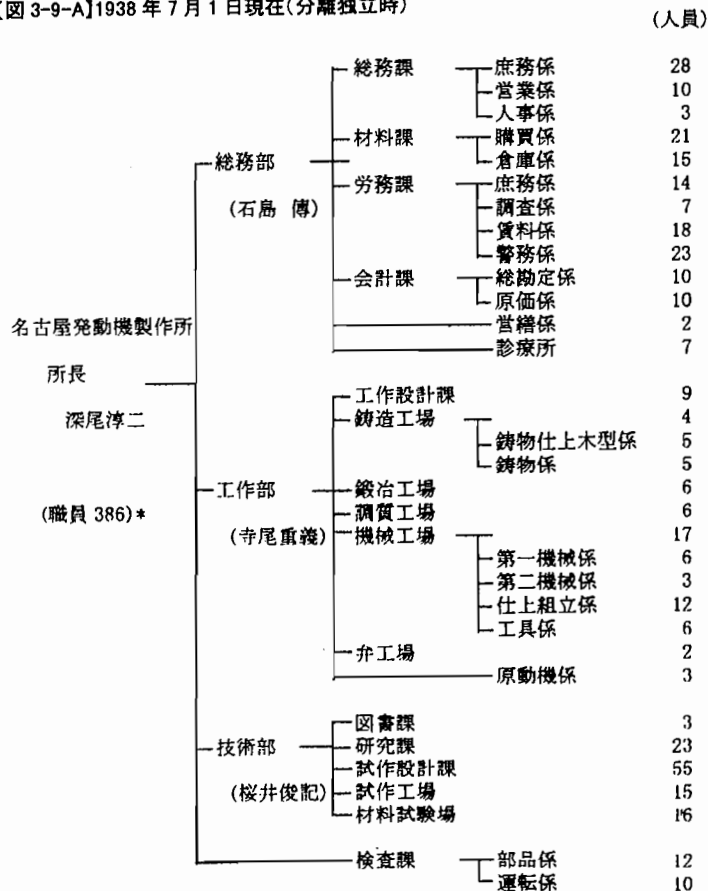 【図 3-9-A】1938 年 7 月 1 日現在(分離独立時)
(人員)
総務課 庶務係 28
営業係 10
人事係 3
材料課 購買係 21
総務部 倉庫係 15
労務課 庶務係 14
(石島 傳) 調査係 7
賃料係 18
警務係 23
会計課 総勘定係 10
原価係 10
名古屋発動機製作所 営繕係 2
診療所 7
所長
工作設計課 9
深尾淳二 鋳造工場 4
鋳物仕上木型係 5
鋳物係 5
工作部 鍛冶工場 6
(職員 386)* 調質工場 6
(寺尾重義) 機械工場 17
第一機械係 6
第二機械係 3
仕上組立係 12
工具係 6
弁工場 2
原動機係 3
図書課 3
技術部 研究課 23
試作設計課 55
(桜井俊記) 試作工場 15
材料試験場 16
検査課 部品係 12
運転係 10